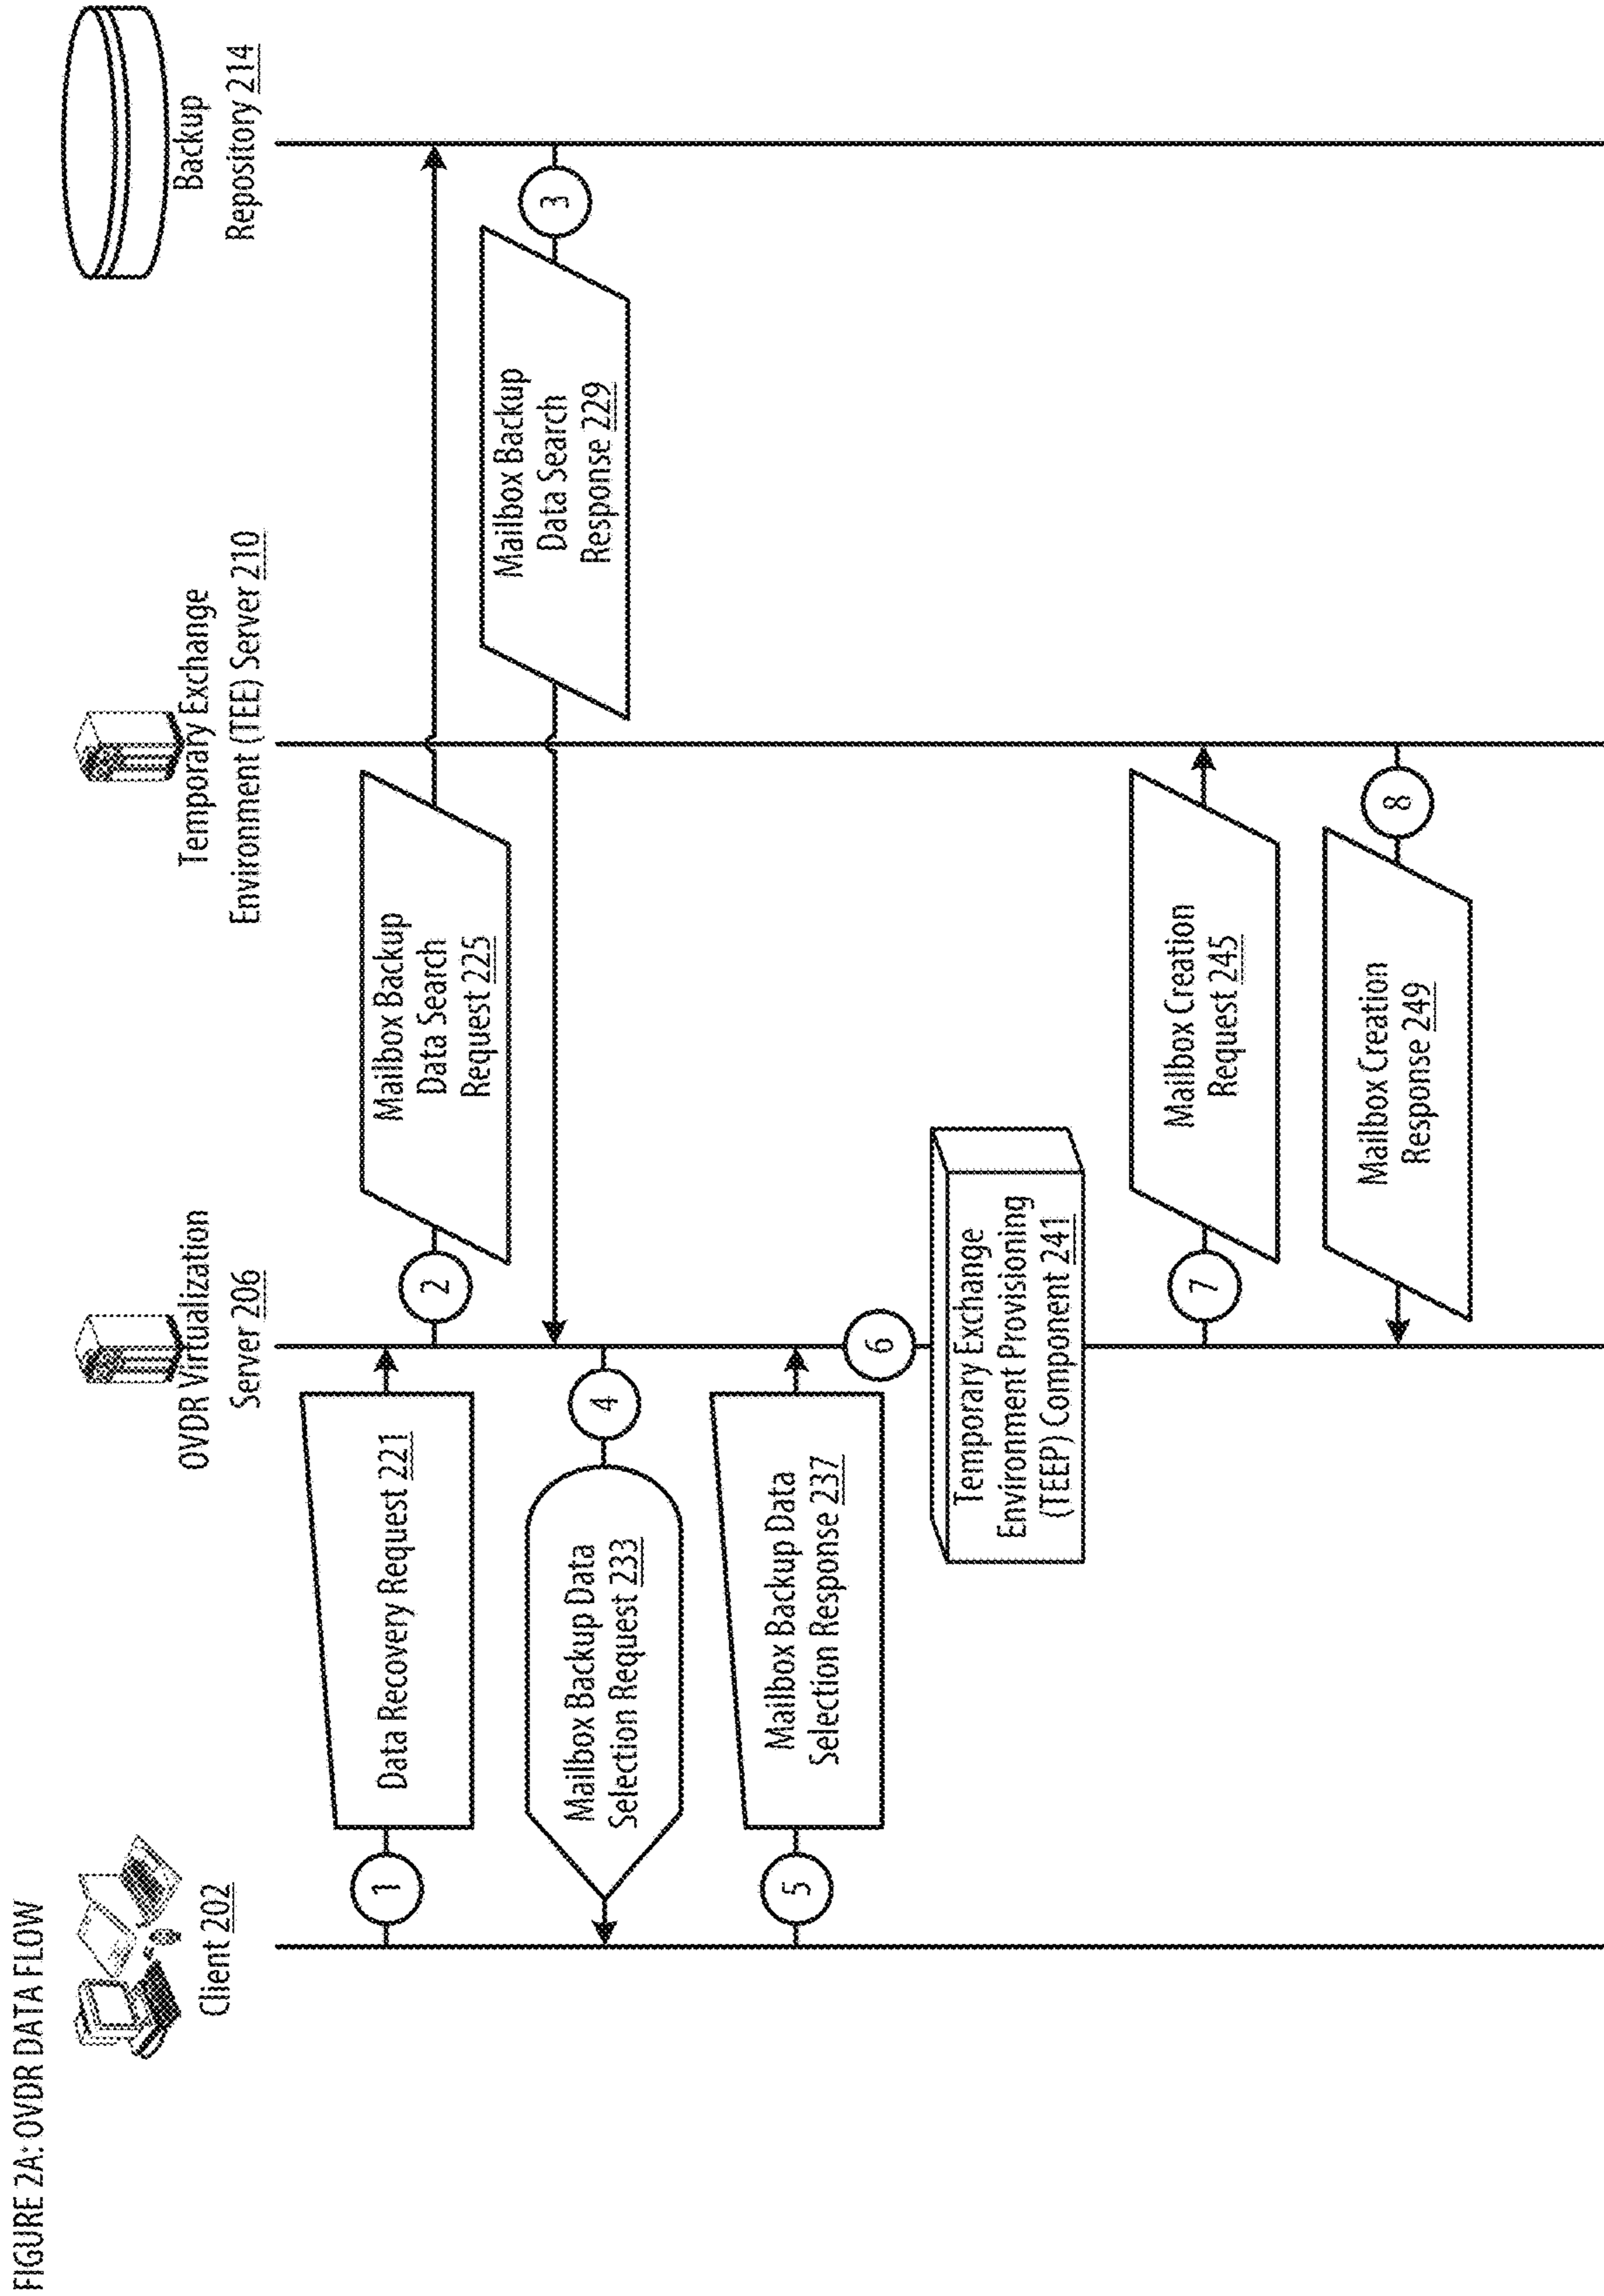 FIGURE 2A: OVDR DATA FLOW
Client 202
OVDR Virtualization
Server 206
Temporary Exchange
Environment (TEE) Server 210
Backup
Repository 214
1
Data Recovery Request 221
2
Mailbox Backup
Data Search
Request 225
3
Mailbox Backup
Data Search
Response 229
4
Mailbox Backup Data
Selection Request 233
5
Mailbox Backup Data
Selection Response 237
6
Temporary Exchange
Environment Provisioning
(TEEP) Component 241
7
Mailbox Creation
Request 245
8
Mailbox Creation
Response 249